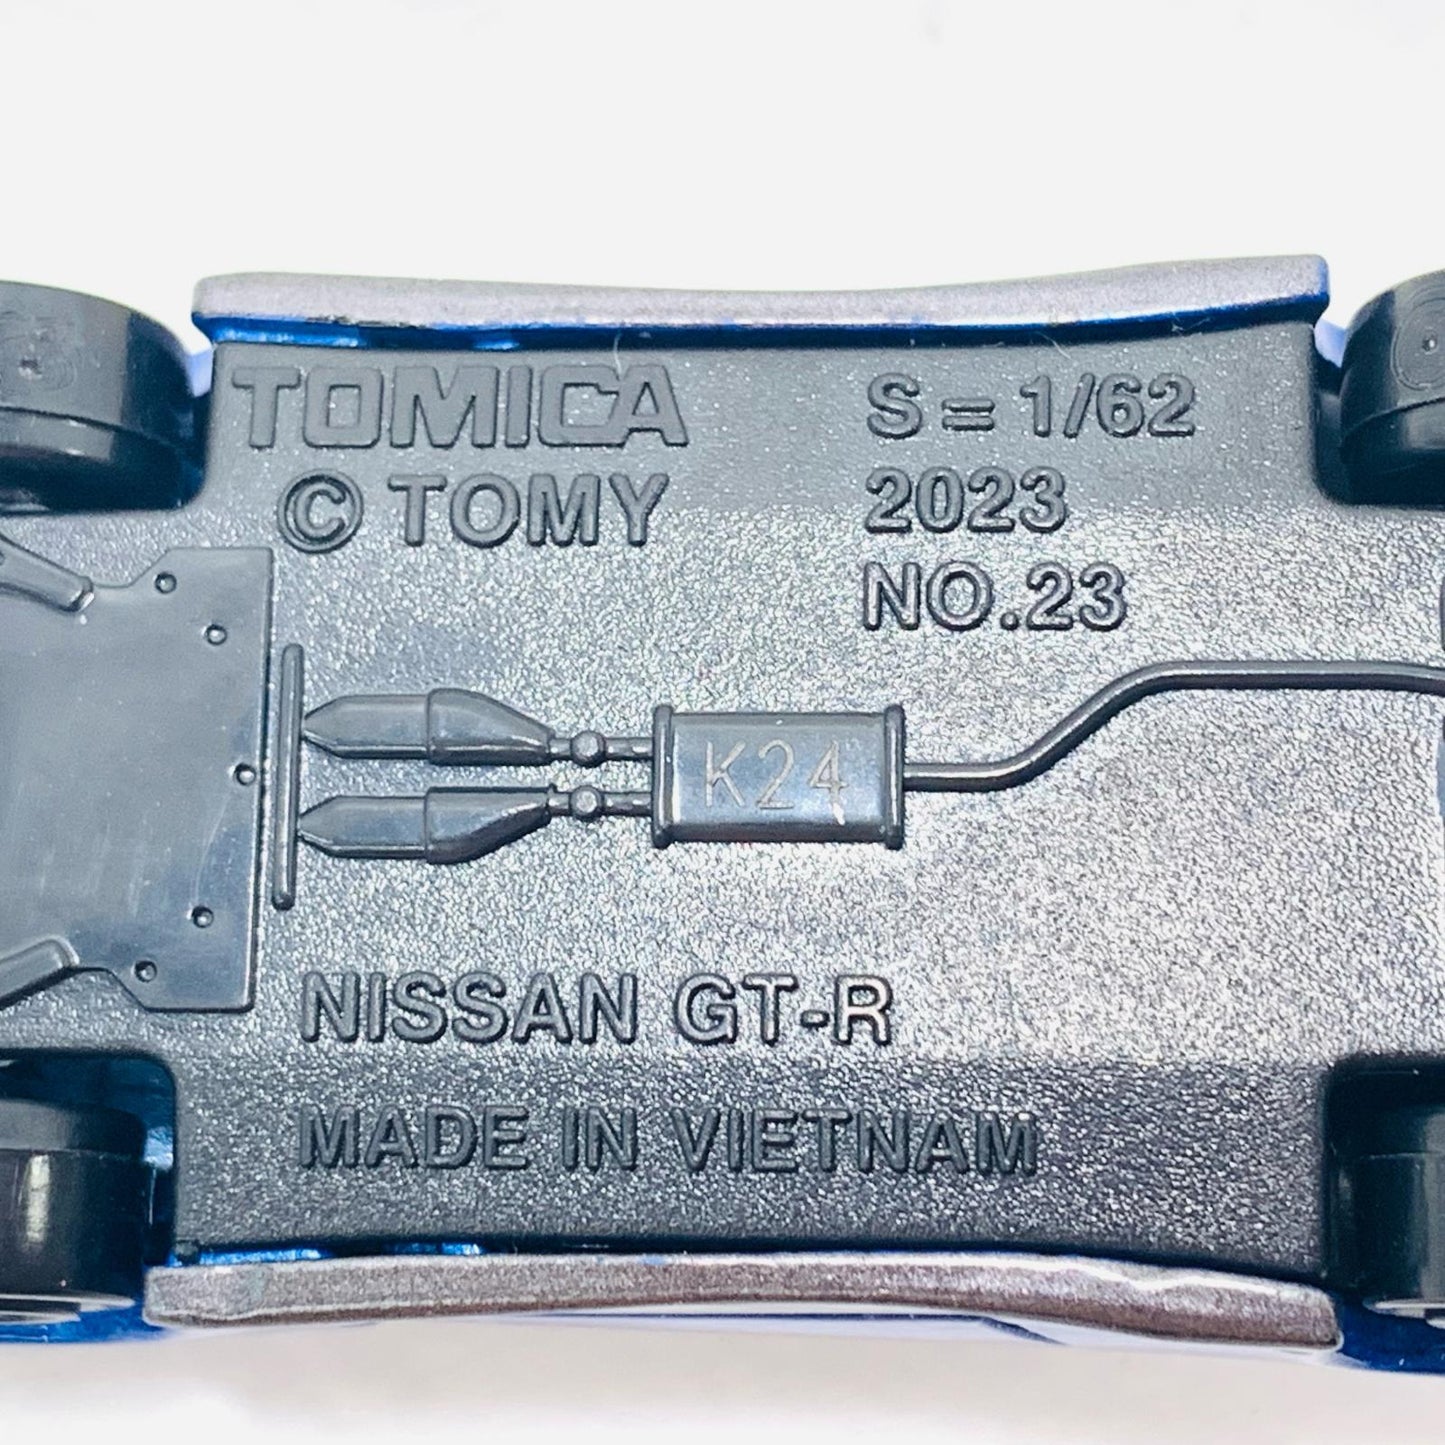 TOMICA
© TOMY
S = 1/62
2023
NO.23
K24
NISSAN GT-R
MADE IN VIETNAM